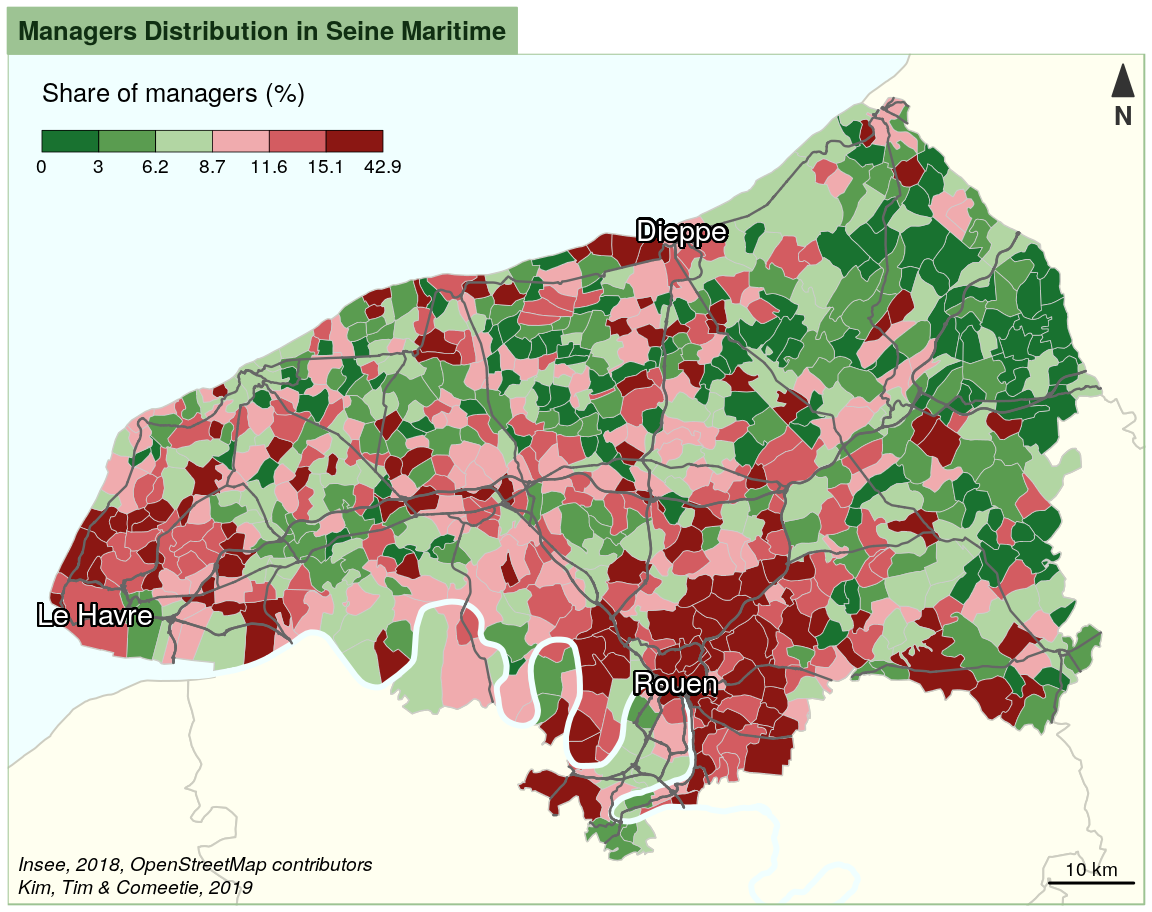 Managers Distribution in Seine Maritime
Share of managers (%)
0 3 6.2 8.7 11.6 15.1 42.9
N
Dieppe
Le Havre
Rouen
10 km
Insee, 2018, OpenStreetMap contributors
Kim, Tim & Comeetie, 2019